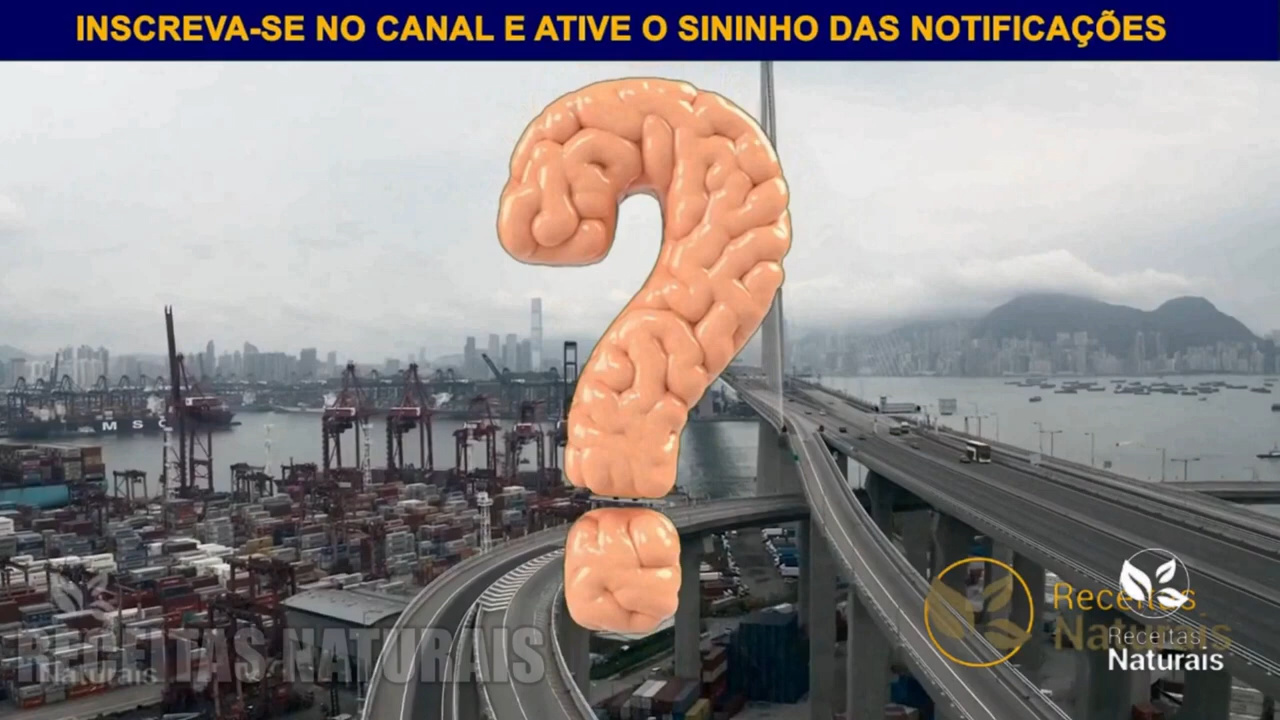 INSCREVA-SE NO CANAL E ATIVE O SININHO DAS NOTIFICAÇÕES
MSC
Receitas
Naturais
Receitas
Naturais
RECEITAS NATURAIS
Naturais